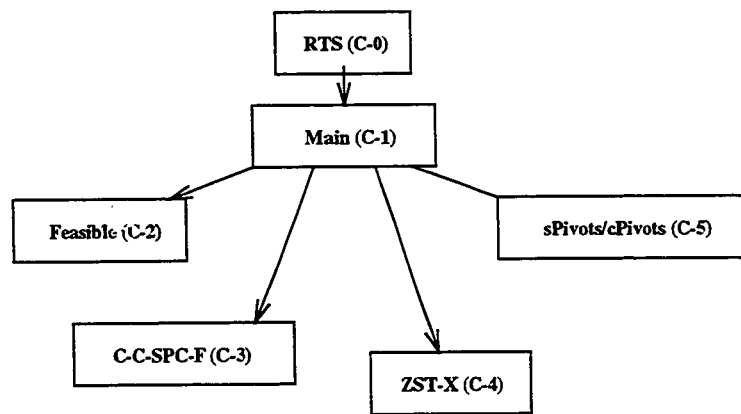 RTS (C-0)
Main (C-1)
Feasible (C-2)
sPivots/cPivots (C-5)
C-C-SPC-F (C-3)
ZST-X (C-4)